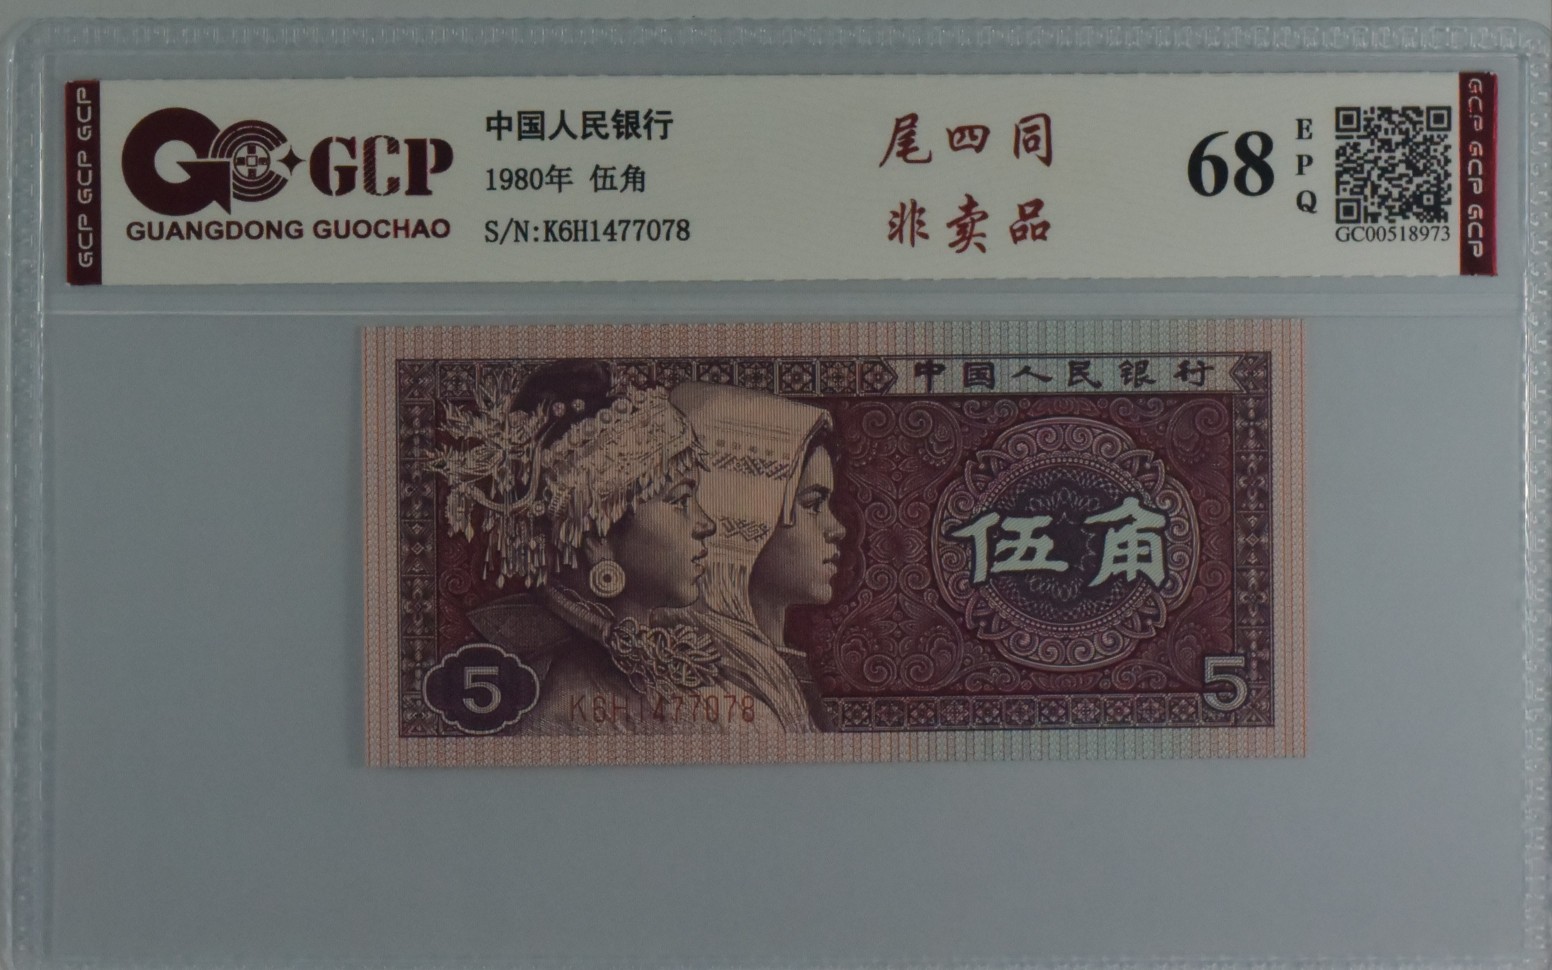 GCP GCP GCP
GCP
GUANGDONG GUOCHAO
中国人民银行
1980年 伍角
S/N:K6H1477078
尾四同
非卖品
68
EPQ
GC00518973
GCP GCP GCP
中国人民银行
伍角
5
K6H1477078
5